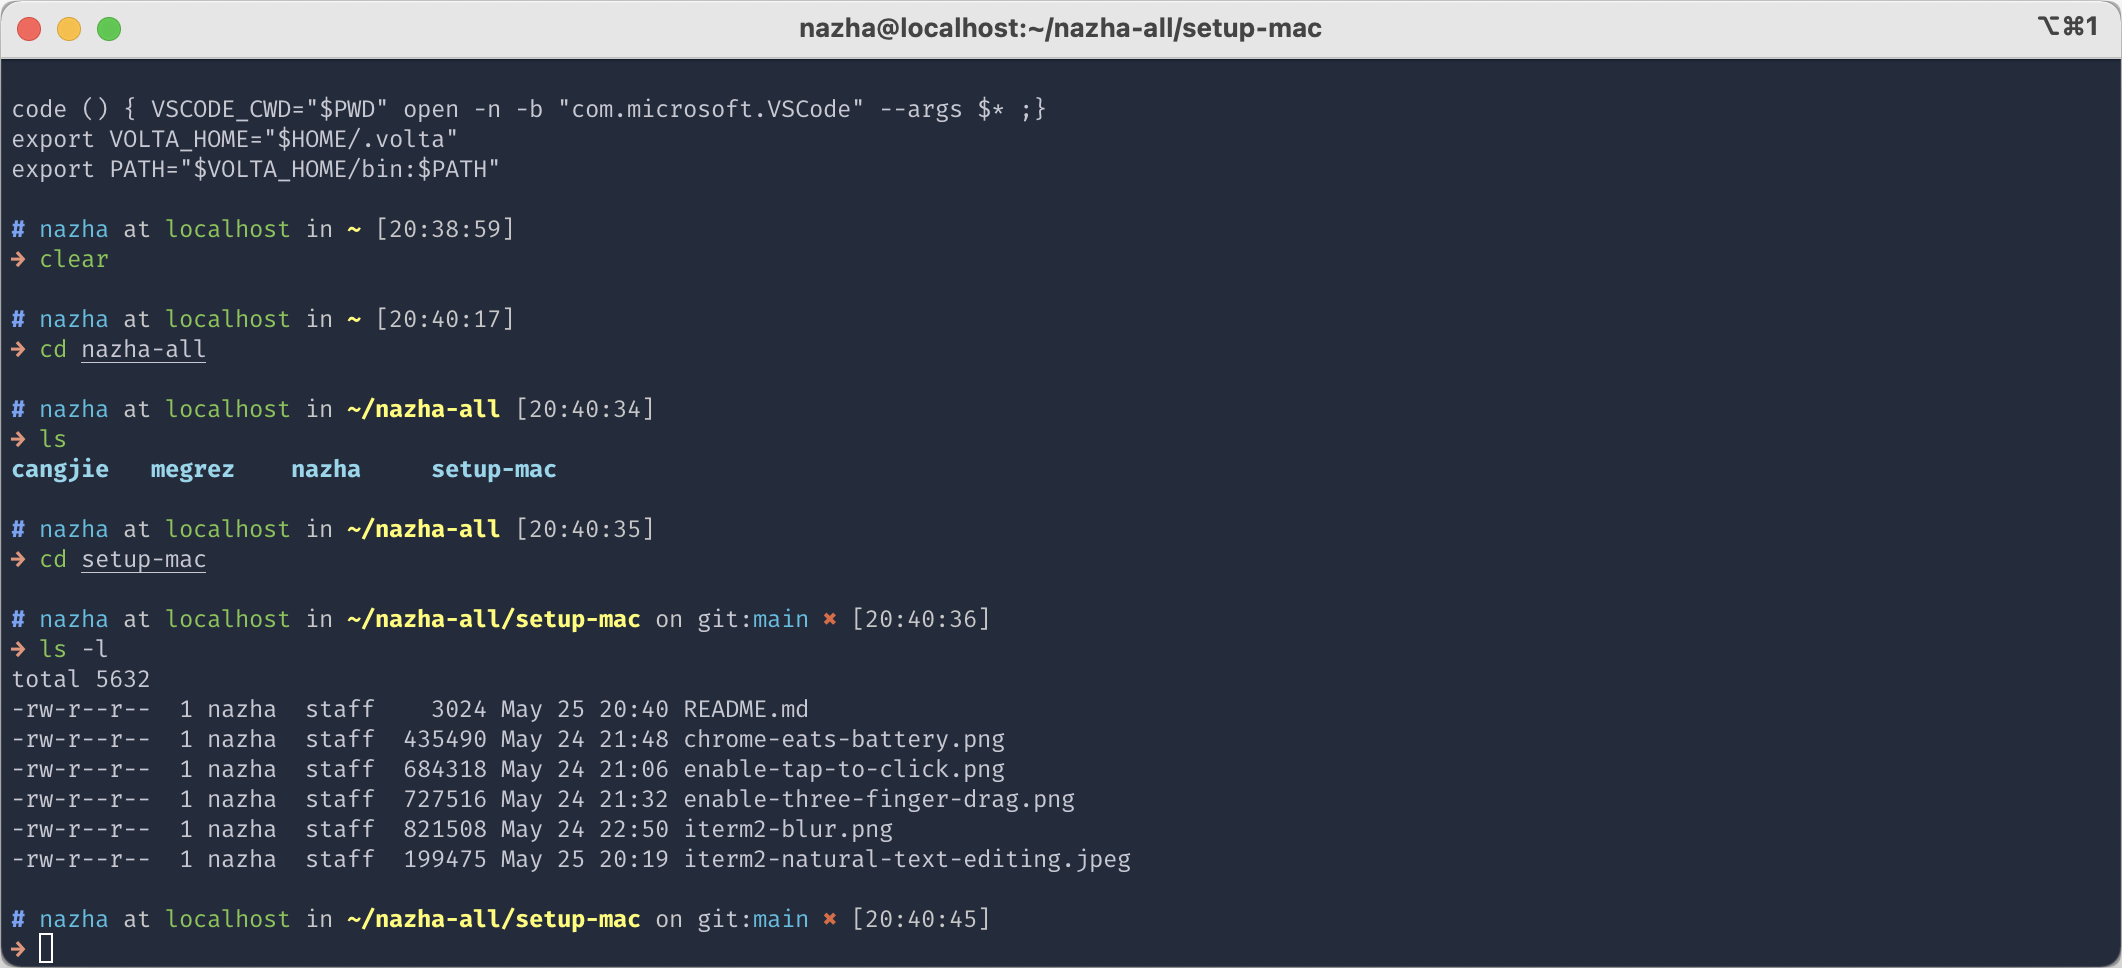 nazha@localhost:~/nazha-all/setup-mac ⌥⌘1
code () { VSCODE_CWD="$PWD" open -n -b "com.microsoft.VSCode" --args $* ;}
export VOLTA_HOME="$HOME/.volta"
export PATH="$VOLTA_HOME/bin:$PATH"
# nazha at localhost in ~ [20:38:59]
→ clear
# nazha at localhost in ~ [20:40:17]
→ cd nazha-all
# nazha at localhost in ~/nazha-all [20:40:34]
→ ls
cangjie megrez nazha setup-mac
# nazha at localhost in ~/nazha-all [20:40:35]
→ cd setup-mac
# nazha at localhost in ~/nazha-all/setup-mac on git:main ✖ [20:40:36]
→ ls -l
total 5632
-rw-r--r-- 1 nazha staff 3024 May 25 20:40 README.md
-rw-r--r-- 1 nazha staff 435490 May 24 21:48 chrome-eats-battery.png
-rw-r--r-- 1 nazha staff 684318 May 24 21:06 enable-tap-to-click.png
-rw-r--r-- 1 nazha staff 727516 May 24 21:32 enable-three-finger-drag.png
-rw-r--r-- 1 nazha staff 821508 May 24 22:50 iterm2-blur.png
-rw-r--r-- 1 nazha staff 199475 May 25 20:19 iterm2-natural-text-editing.jpeg
# nazha at localhost in ~/nazha-all/setup-mac on git:main ✖ [20:40:45]
→